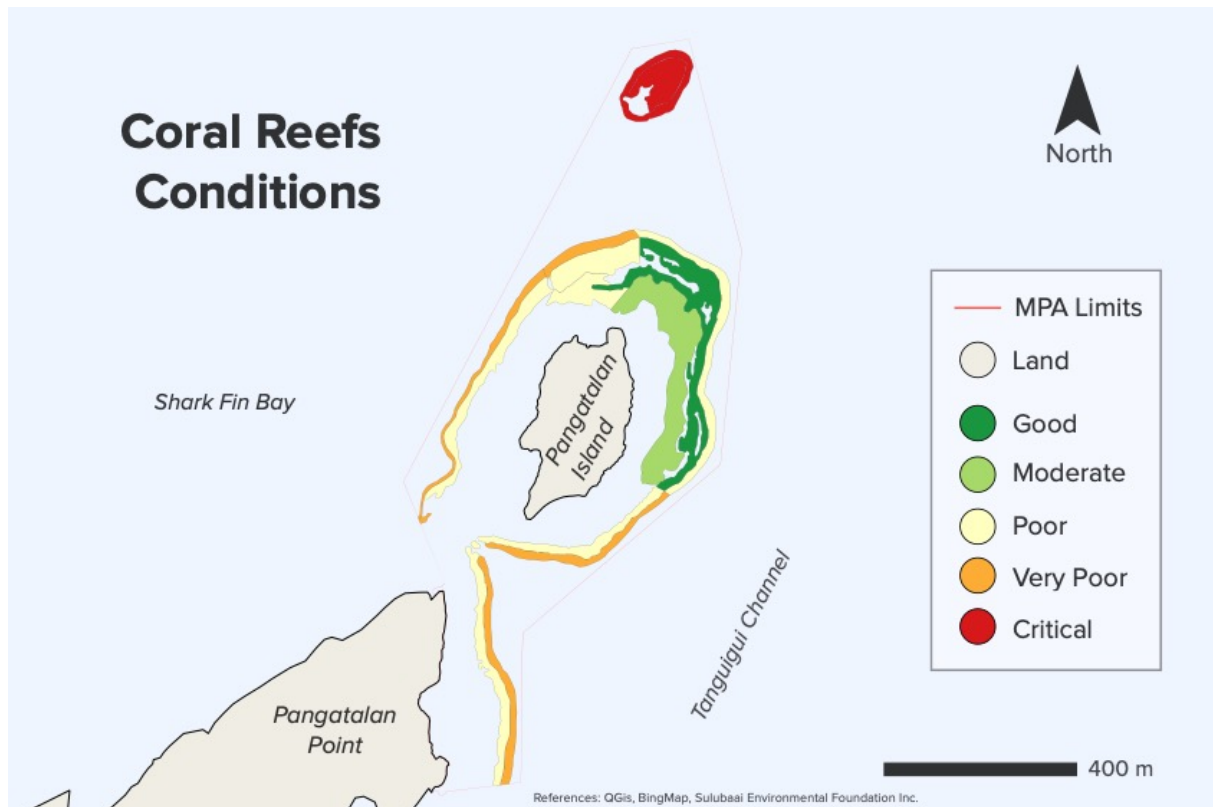 Coral Reefs
Conditions
North
MPA Limits
Land
Good
Moderate
Poor
Very Poor
Critical
Shark Fin Bay
Pangatalan
Island
Tanguigui Channel
Pangatalan
Point
400 m
References: QGis, BingMap, Sulubaai Environmental Foundation Inc.